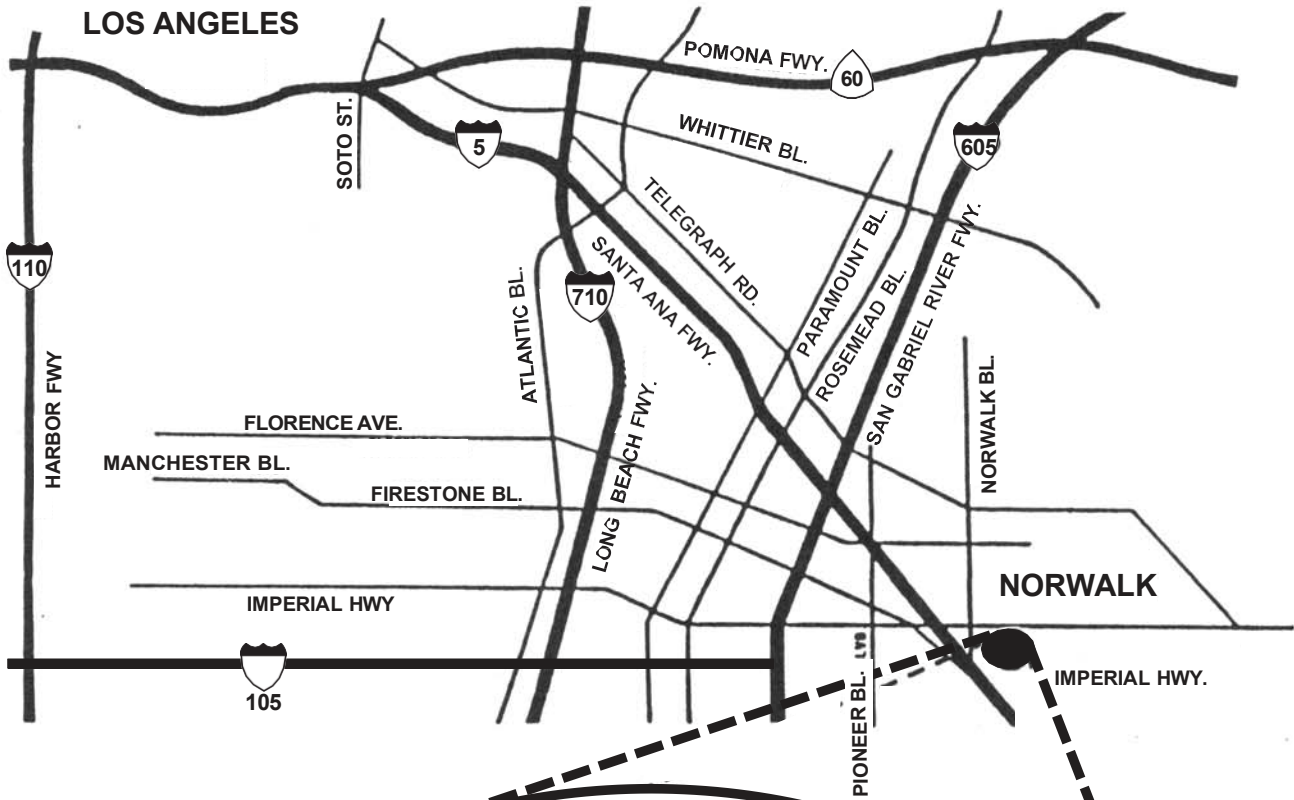 LOS ANGELES
POMONA FWY.
60
SOTO ST.
5
WHITTIER BL.
605
TELEGRAPH RD.
110
SANTA ANA FWY.
710
ATLANTIC BL.
PARAMOUNT BL.
ROSEMEAD BL.
SAN GABRIEL RIVER FWY.
HARBOR FWY
NORWALK BL.
FLORENCE AVE.
MANCHESTER BL.
FIRESTONE BL.
LONG BEACH FWY.
NORWALK
IMPERIAL HWY
IMPERIAL HWY.
105
PIONEER BL.